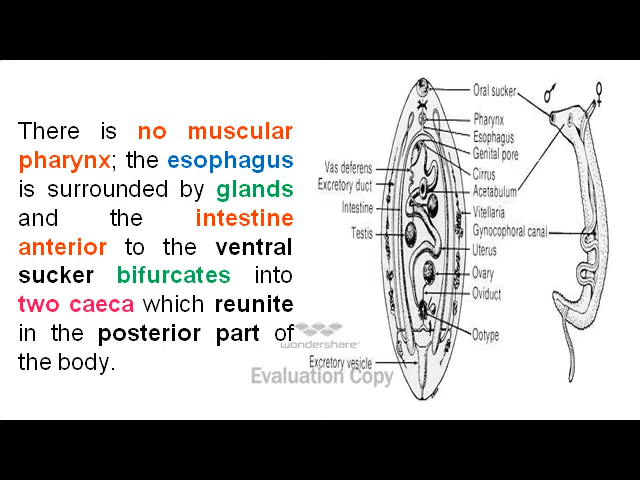 There is no muscular
pharynx; the esophagus
is surrounded by glands
and the intestine
anterior to the ventral
sucker bifurcates into
two caeca which reunite
in the posterior part of
the body.
Oral sucker
Pharynx
Esophagus
Genital pore
Cirrus
Acetabulum
Vitellaria
Gynocophoral canal
Uterus
Ovary
Oviduct
Ootype
Vas deferens
Excretory duct
Intestine
Testis
Excretory vesicle
♂
♀
wondershare
Evaluation Copy